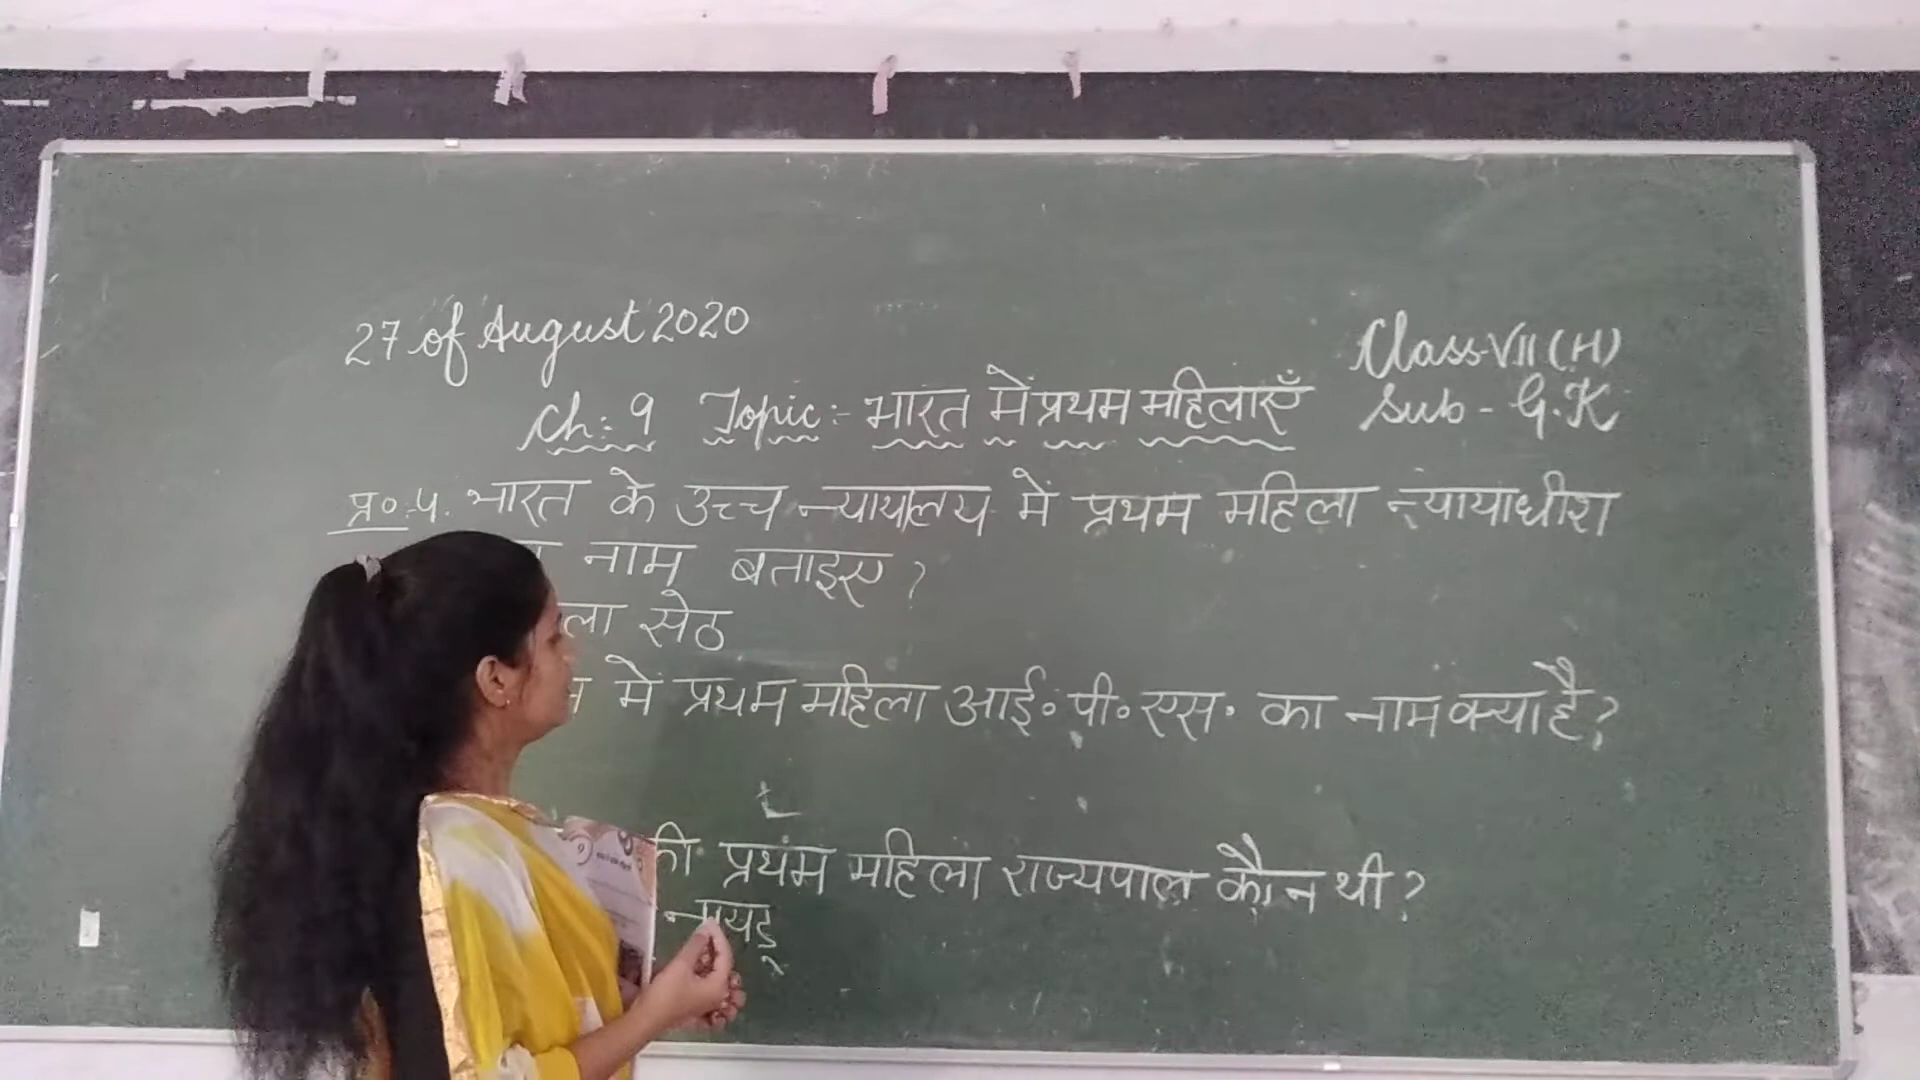 27 of August 2020
Class-VII (H)
Ch: 9 Topic:- भारत में प्रथम महिलाएँ
Sub - G.K
प्र०:५. भारत के उच्च न्यायालय में प्रथम महिला न्यायाधीश
नाम बताइए?
ला सेठ
में प्रथम महिला आई॰ पी॰ एस॰ का नाम क्या है?
की प्रथम महिला राज्यपाल कौन थी?
नायडू